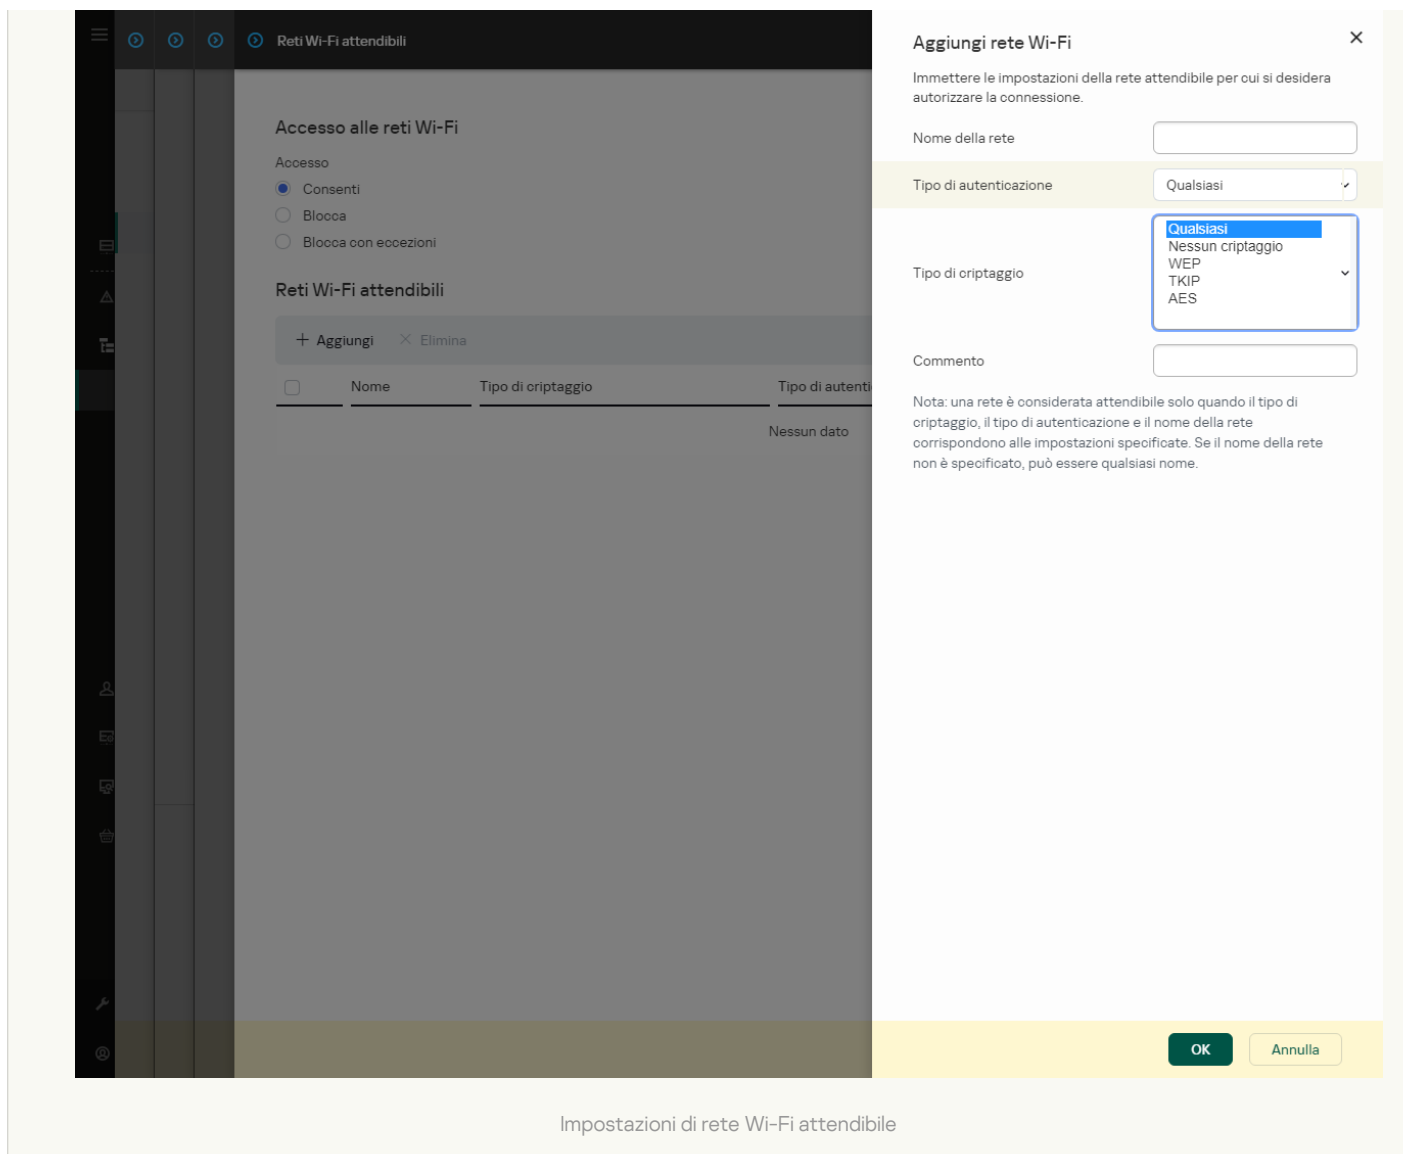 Reti Wi-Fi attendibili
Accesso alle reti Wi-Fi
Accesso
Consenti
Blocca
Blocca con eccezioni
Reti Wi-Fi attendibili
Aggiungi Elimina
Nome Tipo di criptaggio Tipo di autenti
Nessun dato
Aggiungi rete Wi-Fi
Immettere le impostazioni della rete attendibile per cui si desidera
autorizzare la connessione.
Nome della rete
Tipo di autenticazione Qualsiasi
Tipo di criptaggio
Qualsiasi
Nessun criptaggio
WEP
TKIP
AES
Commento
Nota: una rete è considerata attendibile solo quando il tipo di
criptaggio, il tipo di autenticazione e il nome della rete
corrispondono alle impostazioni specificate. Se il nome della rete
non è specificato, può essere qualsiasi nome.
OK Annulla
Impostazioni di rete Wi-Fi attendibile